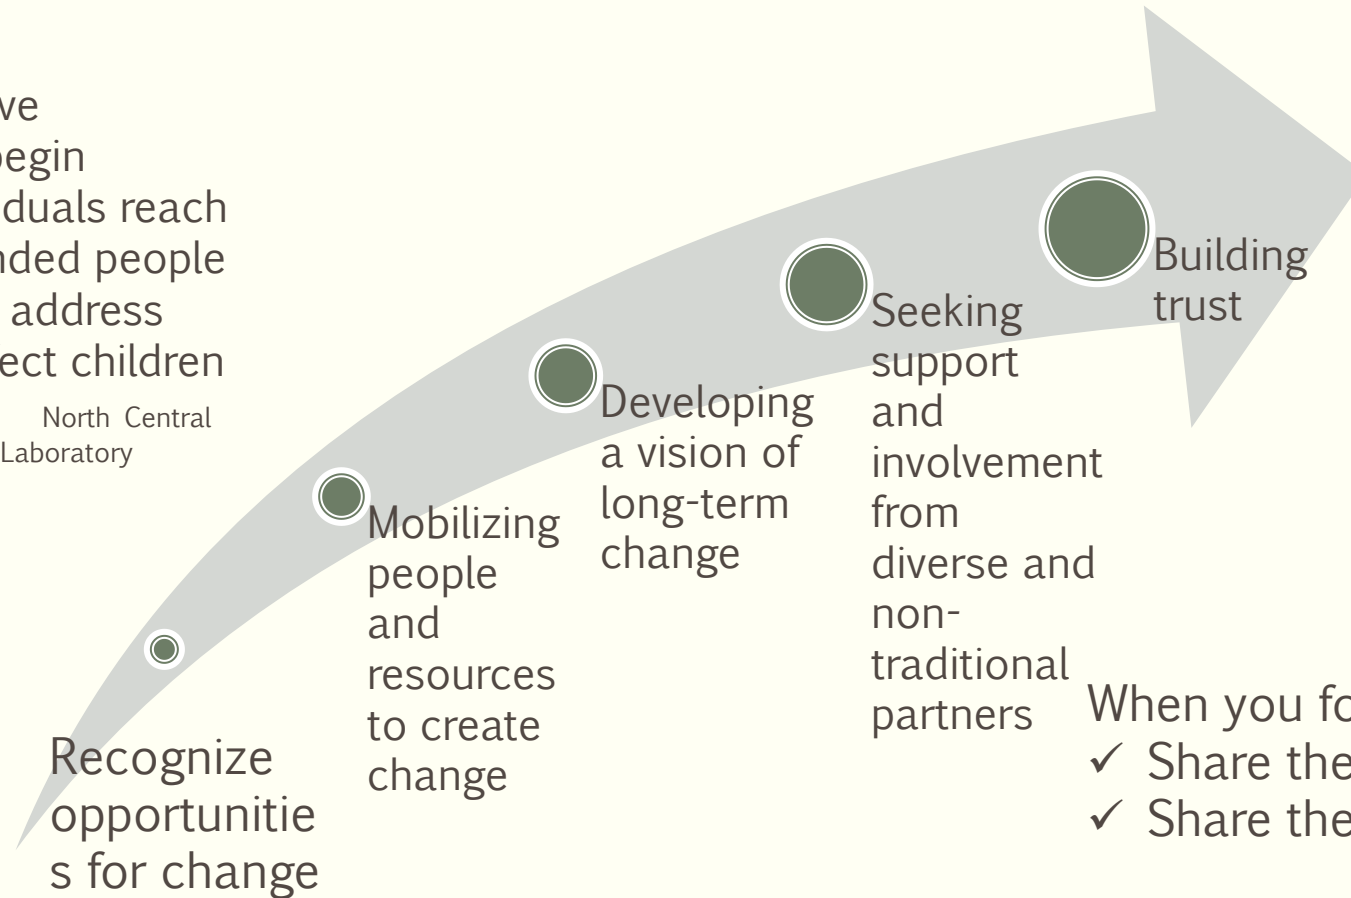 ve
begin
duals reach
nded people
address
ect children
North Central
Laboratory
Recognize
opportunitie
s for change
Mobilizing
people
and
resources
to create
change
Developing
a vision of
long-term
change
Seeking
support
and
involvement
from
diverse and
non-
traditional
partners
Building
trust
When you fo
✓ Share the
✓ Share the